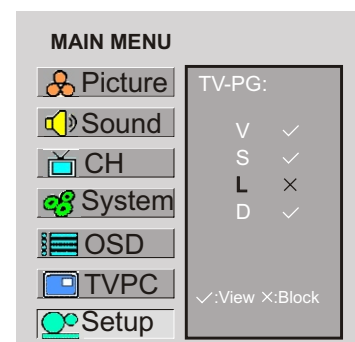 MAIN MENU
Picture
Sound
CH
System
OSD
TVPC
Setup
TV-PG:
V ✓
S ✓
L ×
D ✓
✓:View ×:Block